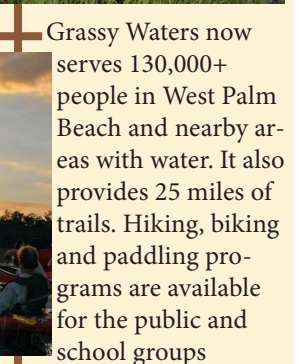 Grassy Waters now
serves 130,000+
people in West Palm
Beach and nearby ar-
eas with water. It also
provides 25 miles of
trails. Hiking, biking
and paddling pro-
grams are available
for the public and
school groups